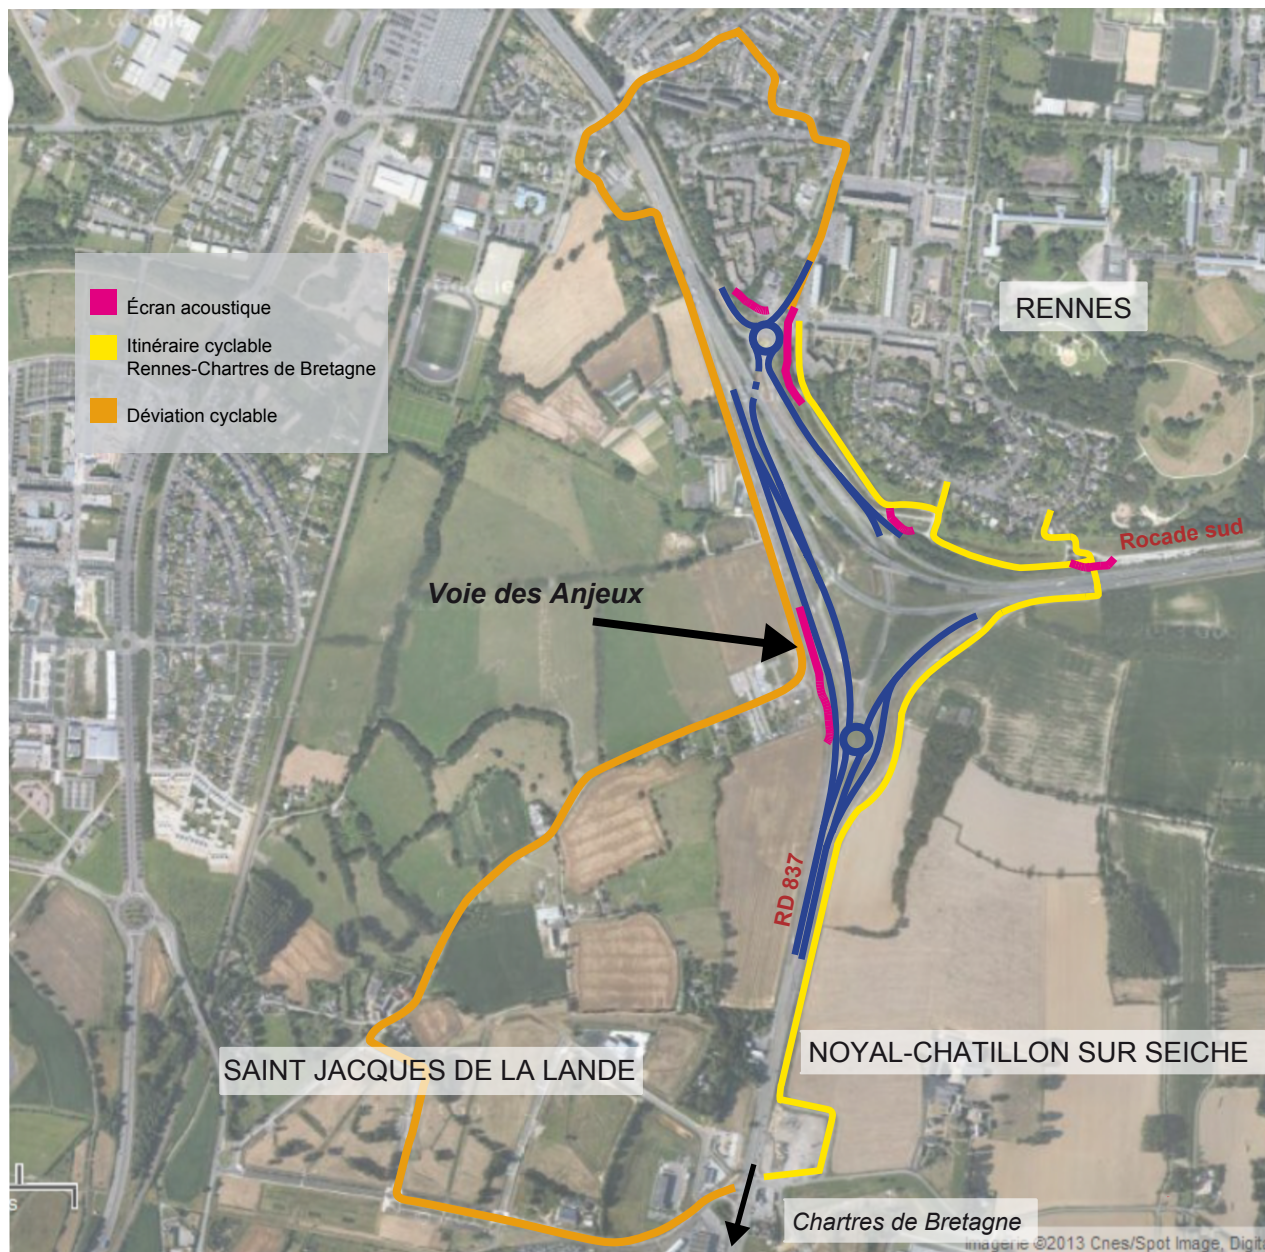 RENNES
Écran acoustique
Itinéraire cyclable
Rennes-Chartres de Bretagne
Déviation cyclable
Rocade sud
Voie des Anjeux
RD 837
NOYAL-CHATILLON SUR SEICHE
SAINT JACQUES DE LA LANDE
Chartres de Bretagne
Imagerie ©2013 Cnes/Spot Image, Digit